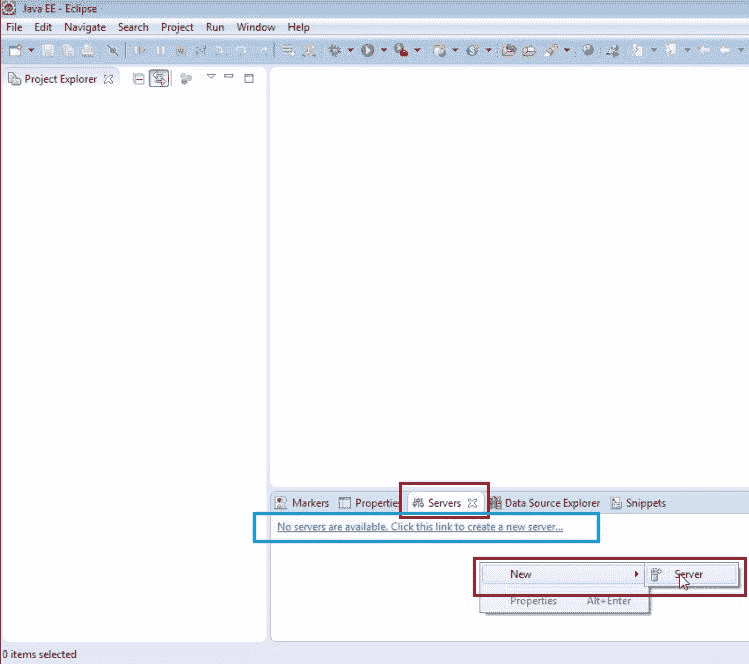 Java EE - Eclipse
File Edit Navigate Search Project Run Window Help
Project Explorer
Markers Properties Servers Data Source Explorer Snippets
No servers are available. Click this link to create a new server...
New Server
Properties Alt+Enter
0 items selected